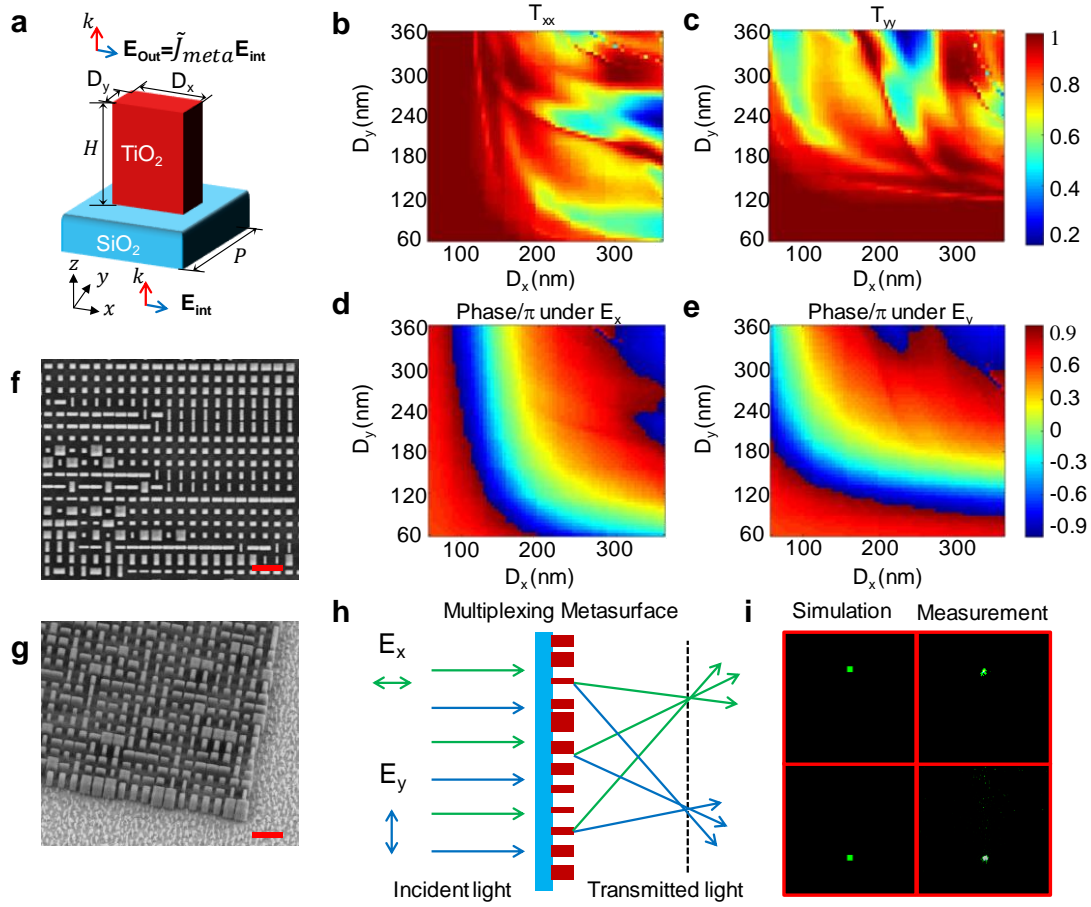 a
k
E_Out=J̃_meta E_int
D_y
D_x
H
TiO2
SiO2
P
z
y
x
k
E_int
b
T_xx
360
300
240
180
120
60
D_y (nm)
100 200 300
D_x (nm)
c
T_yy
360
300
240
180
120
60
D_y (nm)
100 200 300
D_x (nm)
1
0.8
0.6
0.4
0.2
d
Phase/π under E_x
360
300
240
180
120
60
D_y (nm)
100 200 300
D_x (nm)
e
Phase/π under E_y
360
300
240
180
120
60
D_y (nm)
100 200 300
D_x (nm)
0.9
0.6
0.3
0
-0.3
-0.6
-0.9
f
g
h
Multiplexing Metasurface
E_x
E_y
Incident light
Transmitted light
i
Simulation
Measurement